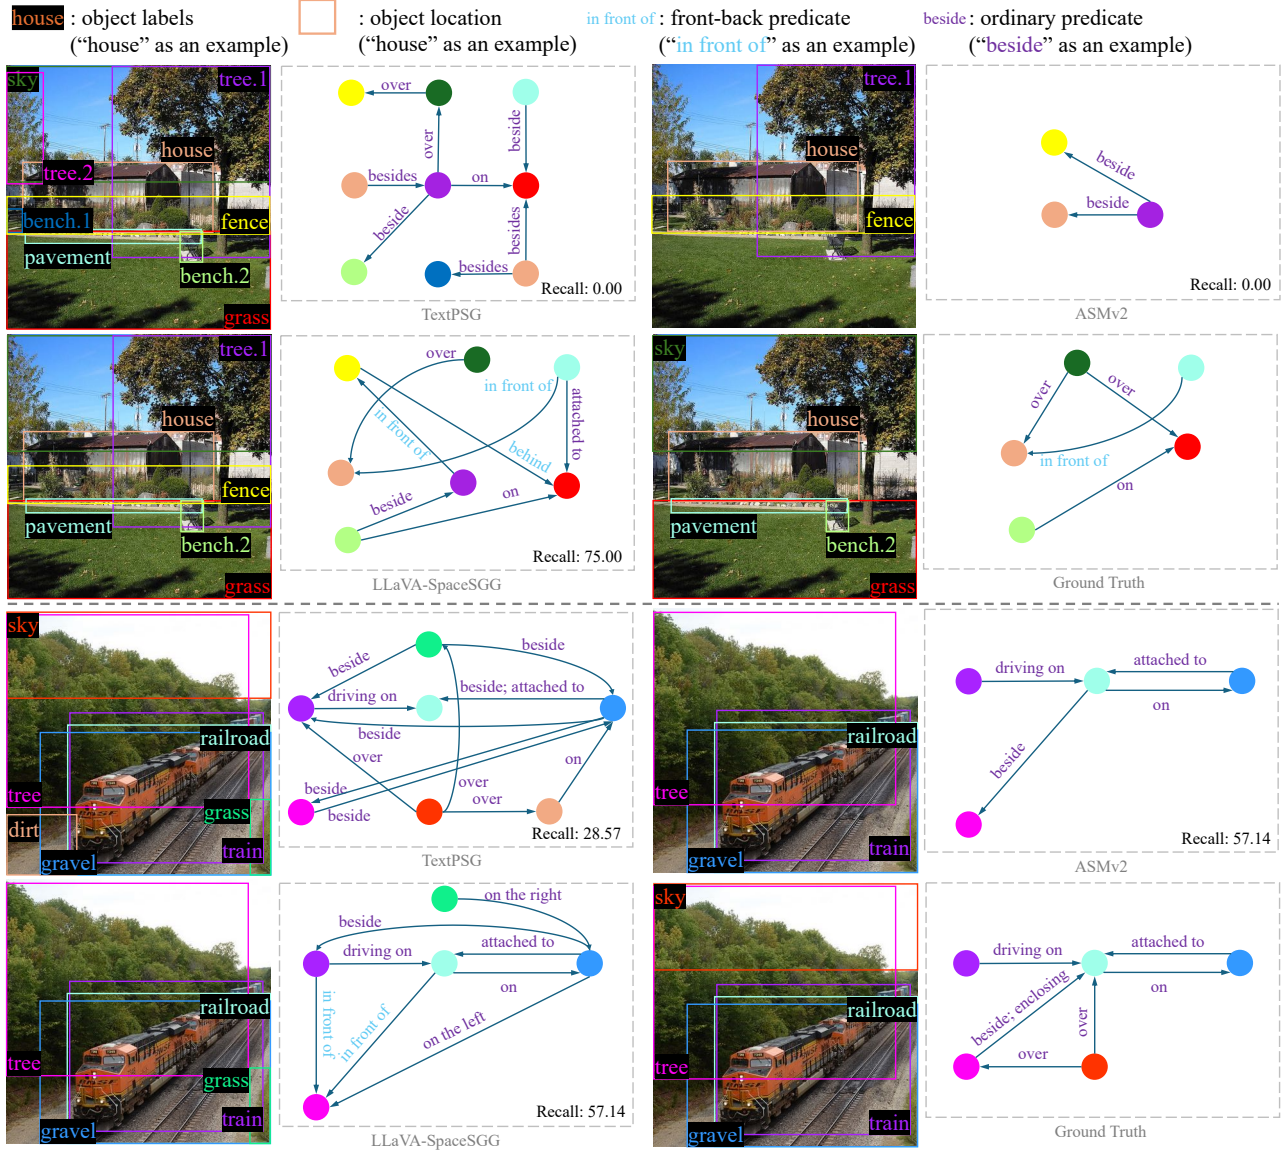 house : object labels
("house" as an example)
: object location
("house" as an example)
in front of : front-back predicate
("in front of" as an example)
beside : ordinary predicate
("beside" as an example)
sky
tree.1
house
tree.2
bench.1
fence
pavement
bench.2
grass
over
over
beside
besides
on
beside
besides
besides
Recall: 0.00
TextPSG
tree.1
house
fence
beside
beside
Recall: 0.00
ASMv2
tree.1
house
fence
pavement
bench.2
grass
over
in front of
attached to
in front of
behind
beside
on
Recall: 75.00
LLaVA-SpaceSGG
sky
house
pavement
bench.2
grass
over
over
in front of
on
Ground Truth
sky
railroad
tree
grass
dirt
train
gravel
beside
beside
driving on
beside; attached to
beside
over
on
beside
over
over
beside
Recall: 28.57
TextPSG
railroad
tree
train
gravel
driving on
attached to
on
beside
Recall: 57.14
ASMv2
railroad
tree
grass
train
gravel
on the right
beside
driving on
attached to
on
in front of
in front of
on the left
Recall: 57.14
LLaVA-SpaceSGG
sky
railroad
tree
train
gravel
driving on
attached to
on
beside; enclosing
over
over
Ground Truth